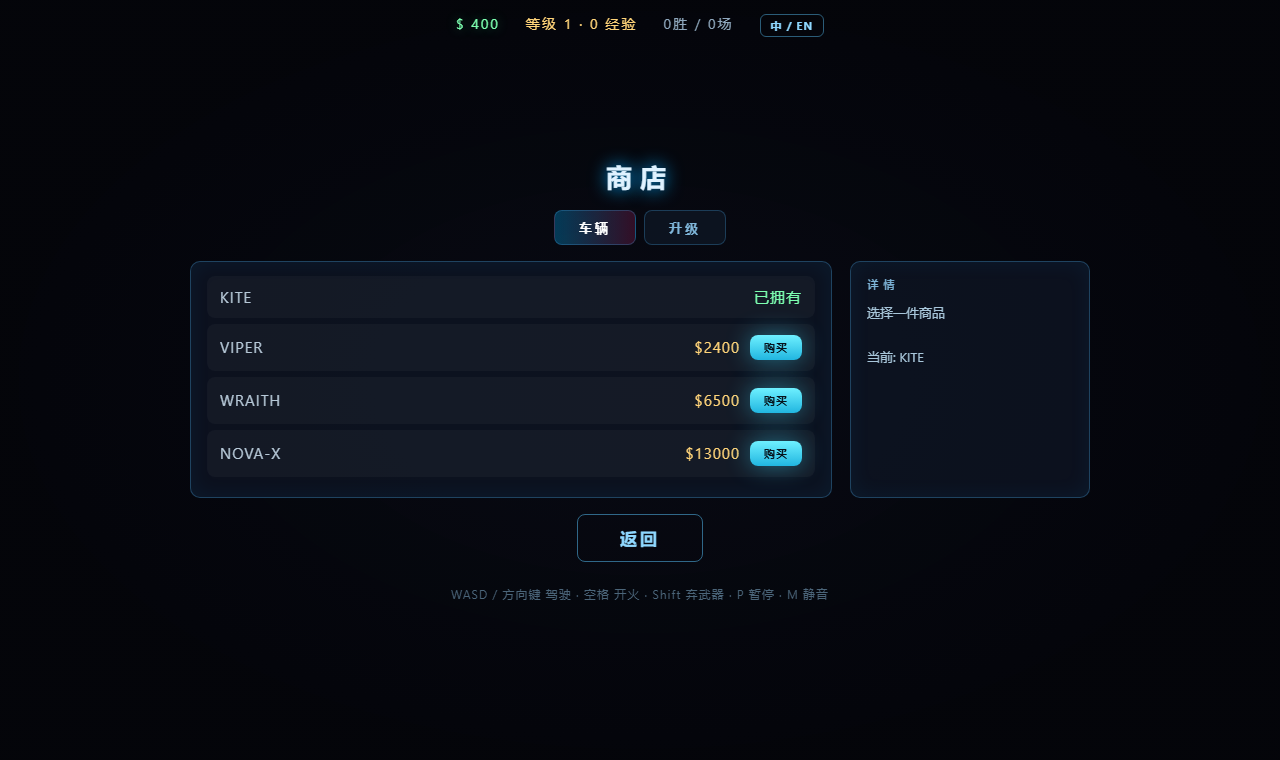 $ 400 等级 1 · 0 经验 0胜 / 0场 中 / EN
商店
车辆 升级
KITE 已拥有
VIPER $2400 购买
WRAITH $6500 购买
NOVA-X $13000 购买
详情
选择一件商品
当前: KITE
返回
WASD / 方向键 驾驶 · 空格 开火 · Shift 弃武器 · P 暂停 · M 静音